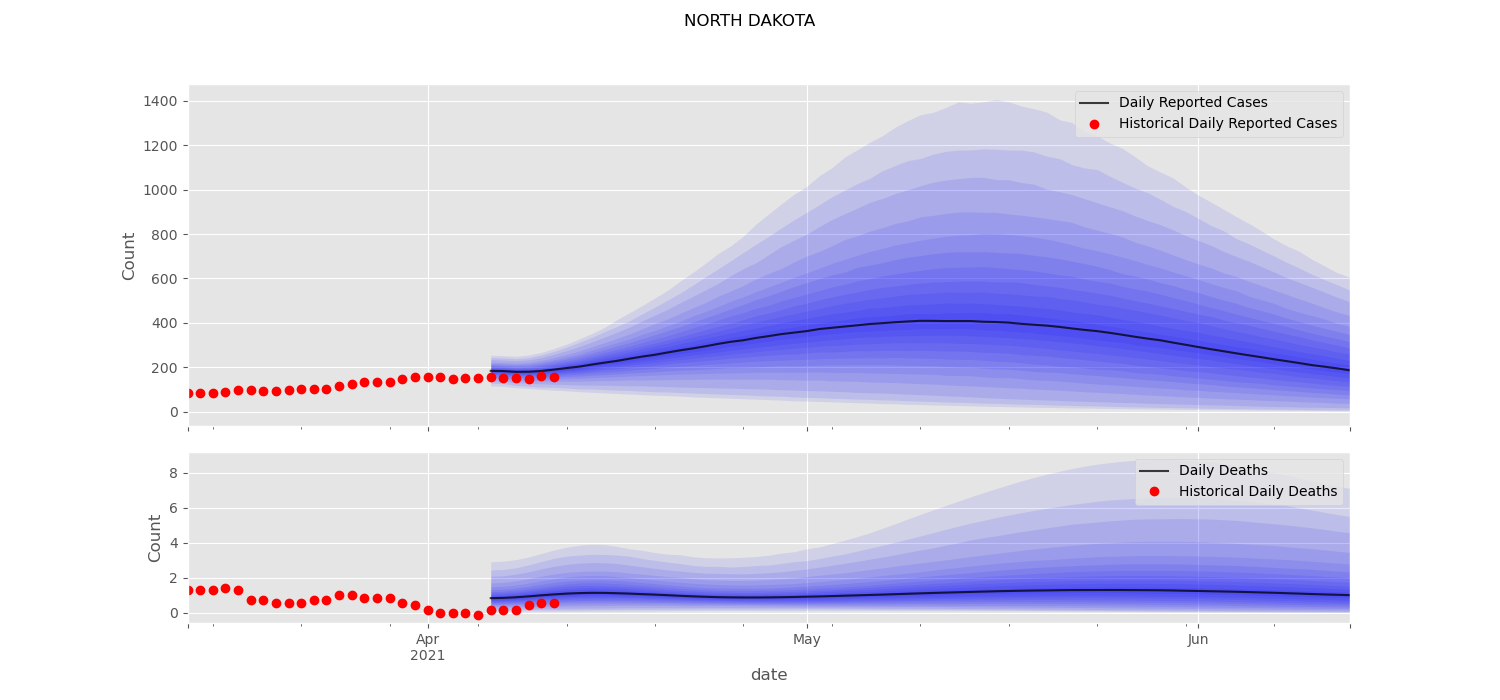 NORTH DAKOTA
1400
1200
1000
800
600
400
200
0
Count
Daily Reported Cases
Historical Daily Reported Cases
8
6
4
2
0
Count
Daily Deaths
Historical Daily Deaths
Apr
2021
May
Jun
date